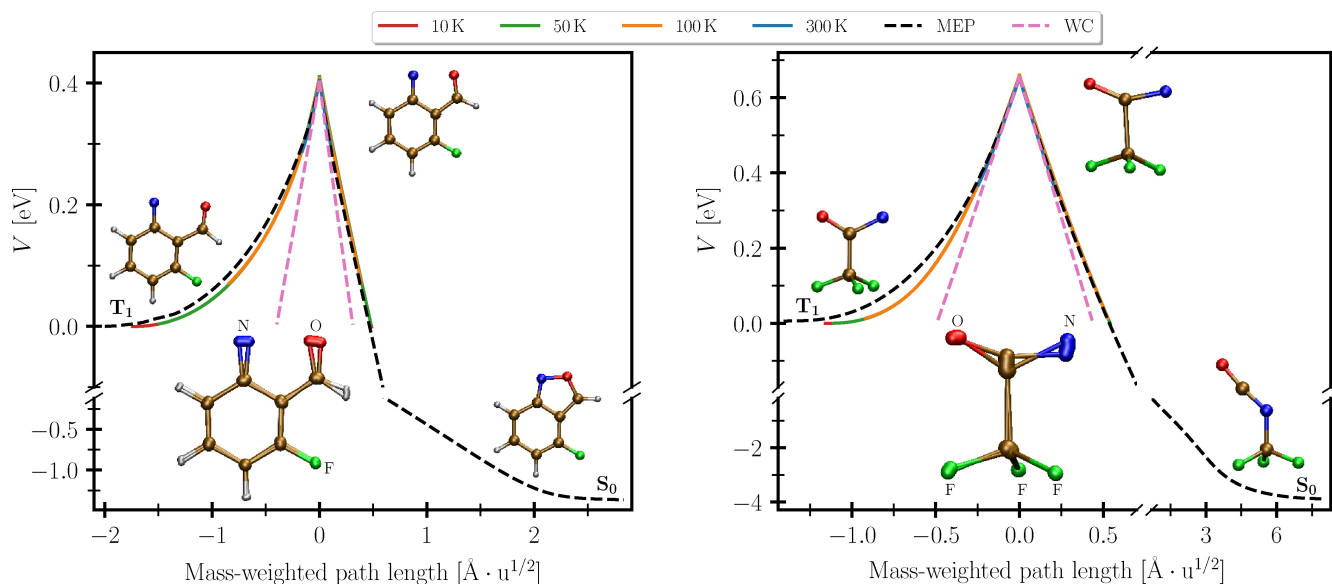 10 K 50 K 100 K 300 K MEP WC
V [eV]
0.4
0.2
0.0
−0.5
−1.0
T₁
N O
F
S₀
−2 −1 0 1 2
Mass-weighted path length [Å · u^{1/2}]
V [eV]
0.6
0.4
0.2
0.0
−2
−4
T₁
O N
F F F
S₀
−1.0 −0.5 0.0 0.5 3 6
Mass-weighted path length [Å · u^{1/2}]